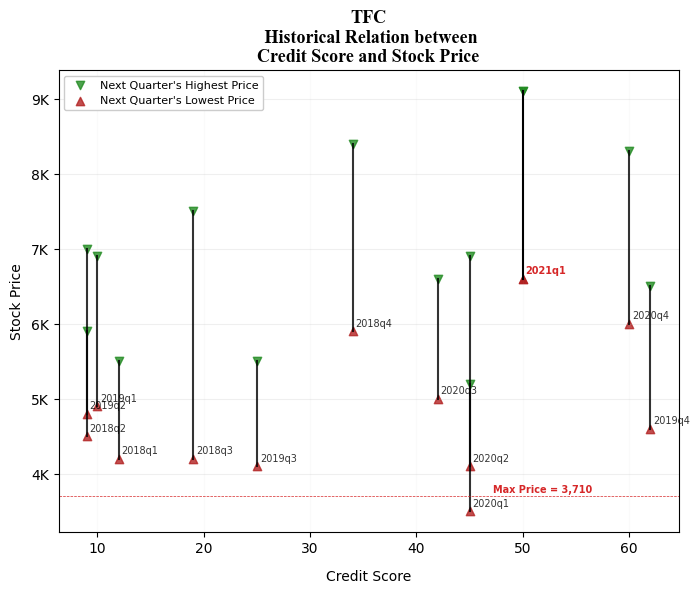 TFC
Historical Relation between
Credit Score and Stock Price
Next Quarter's Highest Price
Next Quarter's Lowest Price
9K
8K
7K
6K
5K
4K
Stock Price
2021q1
2020q4
2018q4
2019q1
2019q2
2020q3
2019q4
2018q2
2018q1
2018q3
2019q3
2020q2
Max Price = 3,710
2020q1
10
20
30
40
50
60
Credit Score